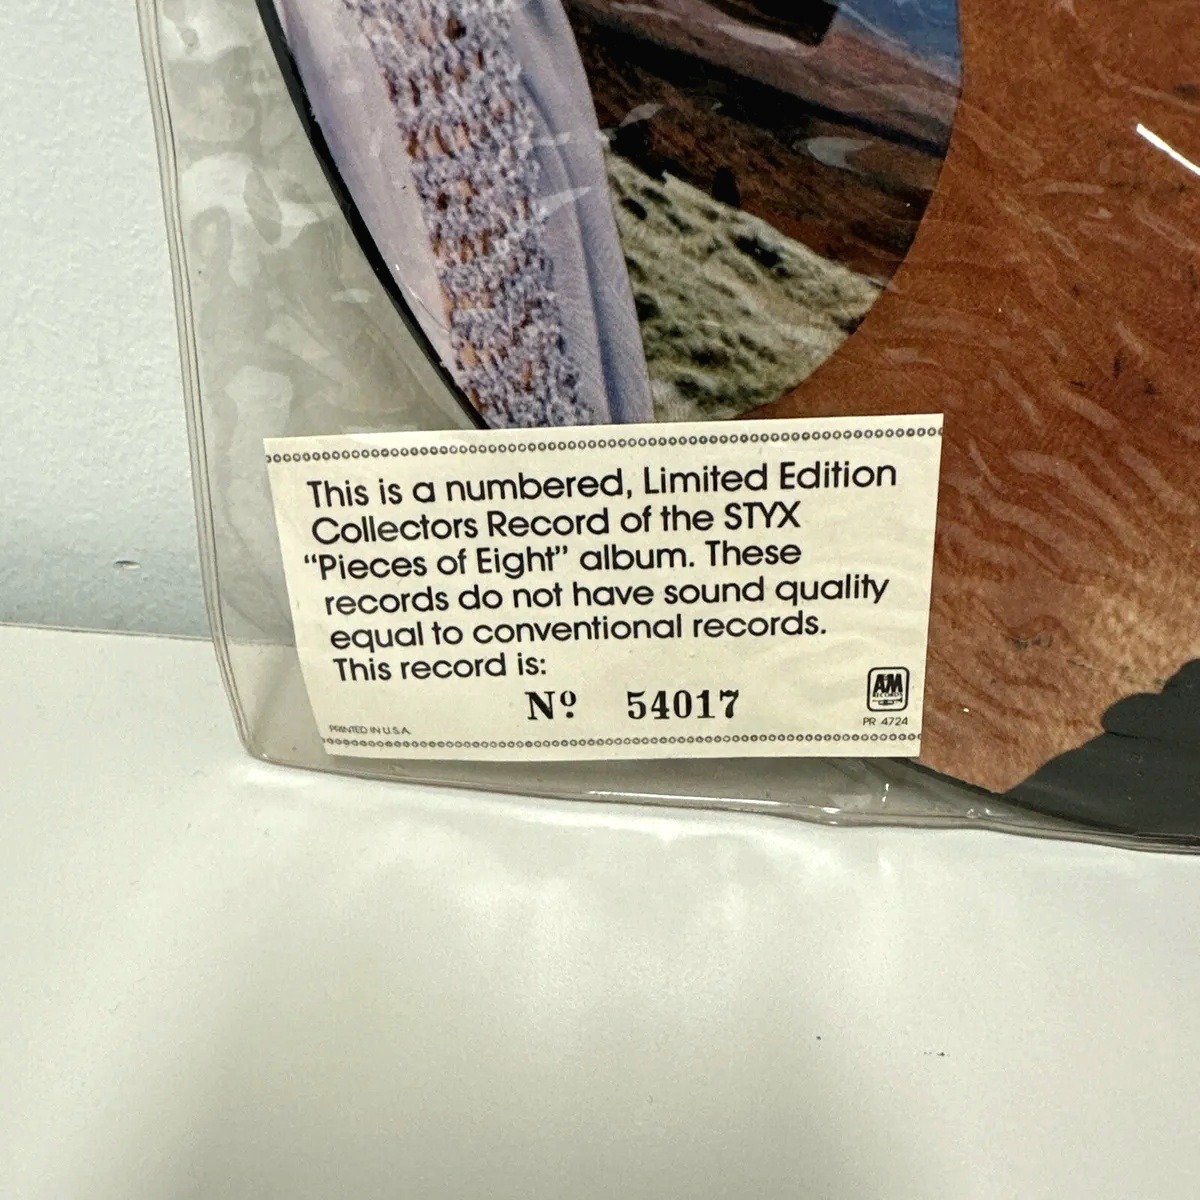 This is a numbered, Limited Edition
Collectors Record of the STYX
“Pieces of Eight” album. These
records do not have sound quality
equal to conventional records.
This record is:
Nº 54017
A&M
RECORDS
PRINTED IN U.S.A.
PR 4724